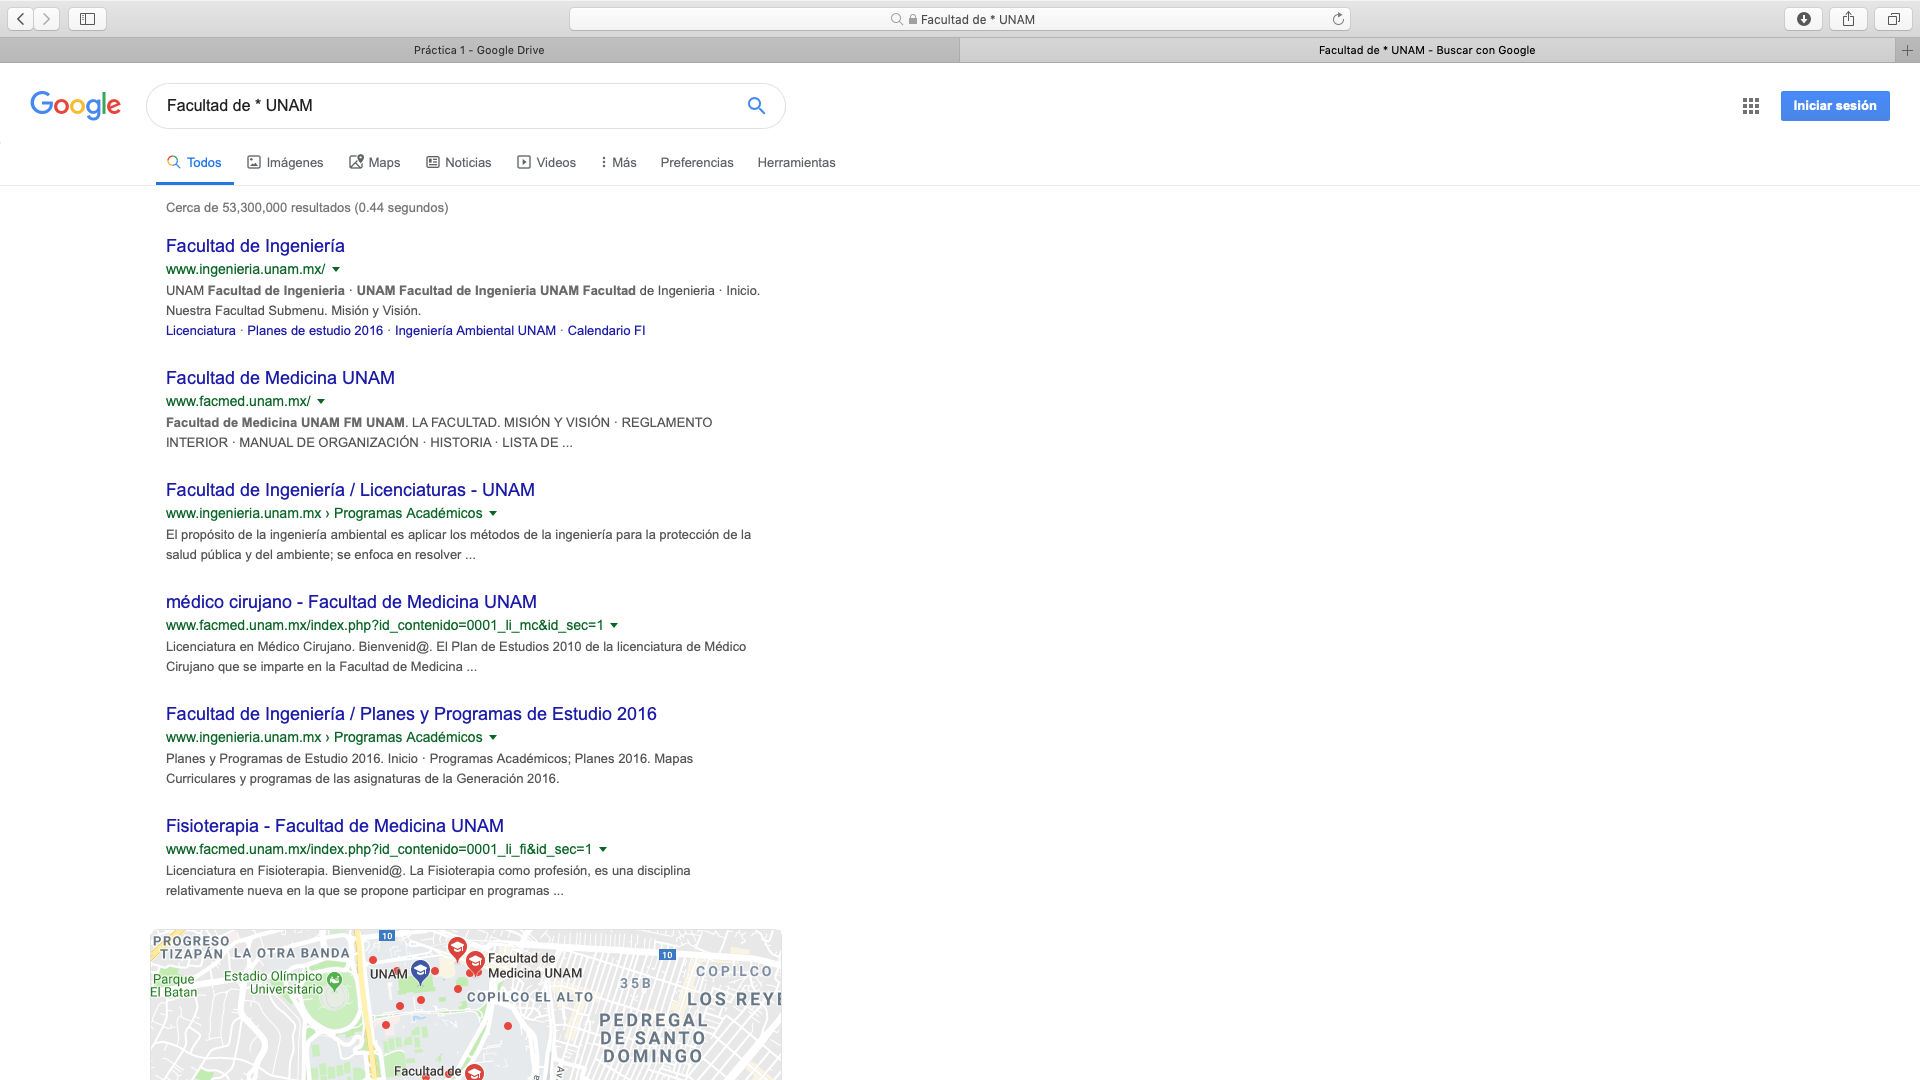 Facultad de * UNAM
Práctica 1 - Google Drive
Facultad de * UNAM - Buscar con Google
Google
Facultad de * UNAM
Iniciar sesión
Todos Imágenes Maps Noticias Videos Más Preferencias Herramientas
Cerca de 53,300,000 resultados (0.44 segundos)
Facultad de Ingeniería
www.ingenieria.unam.mx/
UNAM Facultad de Ingenieria · UNAM Facultad de Ingenieria UNAM Facultad de Ingenieria · Inicio.
Nuestra Facultad Submenu. Misión y Visión.
Licenciatura · Planes de estudio 2016 · Ingeniería Ambiental UNAM · Calendario FI
Facultad de Medicina UNAM
www.facmed.unam.mx/
Facultad de Medicina UNAM FM UNAM. LA FACULTAD. MISIÓN Y VISIÓN · REGLAMENTO
INTERIOR · MANUAL DE ORGANIZACIÓN · HISTORIA · LISTA DE ...
Facultad de Ingeniería / Licenciaturas - UNAM
www.ingenieria.unam.mx › Programas Académicos
El propósito de la ingeniería ambiental es aplicar los métodos de la ingeniería para la protección de la
salud pública y del ambiente; se enfoca en resolver ...
médico cirujano - Facultad de Medicina UNAM
www.facmed.unam.mx/index.php?id_contenido=0001_li_mc&id_sec=1
Licenciatura en Médico Cirujano. Bienvenid@. El Plan de Estudios 2010 de la licenciatura de Médico
Cirujano que se imparte en la Facultad de Medicina ...
Facultad de Ingeniería / Planes y Programas de Estudio 2016
www.ingenieria.unam.mx › Programas Académicos
Planes y Programas de Estudio 2016. Inicio · Programas Académicos; Planes 2016. Mapas
Curriculares y programas de las asignaturas de la Generación 2016.
Fisioterapia - Facultad de Medicina UNAM
www.facmed.unam.mx/index.php?id_contenido=0001_li_fi&id_sec=1
Licenciatura en Fisioterapia. Bienvenid@. La Fisioterapia como profesión, es una disciplina
relativamente nueva en la que se propone participar en programas ...
PROGRESO
TIZAPÁN
LA OTRA BANDA
10
10
Facultad de
Medicina UNAM
UNAM
Parque
El Batan
Estadio Olímpico
Universitario
COPILCO
35B
COPILCO EL ALTO
LOS REYE
PEDREGAL
DE SANTO
DOMINGO
Facultad de
Av.